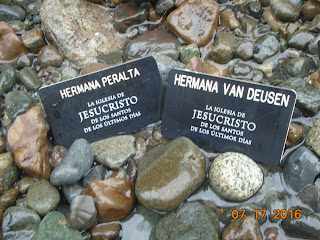 HERMANA PERALTA
LA IGLESIA DE
JESUCRISTO
DE LOS SANTOS
DE LOS ÚLTIMOS DÍAS
HERMANA VAN DEUSEN
LA IGLESIA DE
JESUCRISTO
DE LOS SANTOS
DE LOS ÚLTIMOS DÍAS
07 17 2016